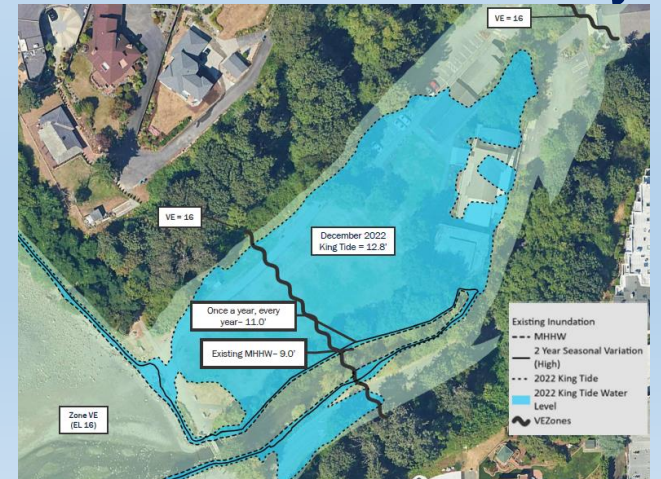 VE = 16
VE = 16
December 2022
King Tide = 12.8'
Once a year, every
year– 11.0'
Existing MHHW– 9.0'
Zone VE
(EL 16)
Existing Inundation
MHHW
2 Year Seasonal Variation
(High)
2022 King Tide
2022 King Tide Water
Level
VEZones